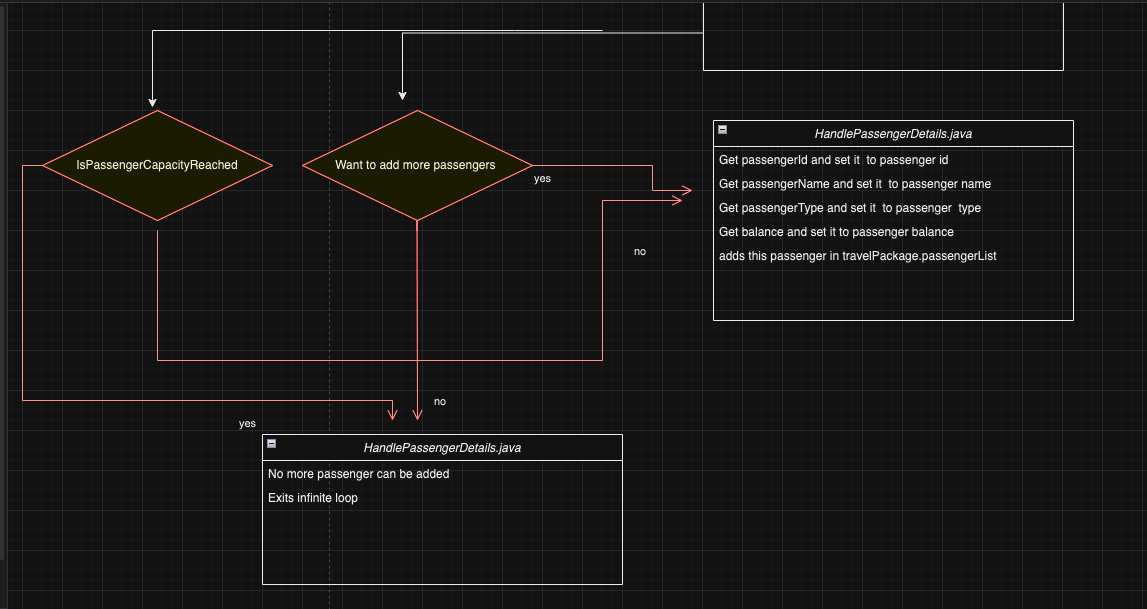 IsPassengerCapacityReached
Want to add more passengers
yes
HandlePassengerDetails.java
Get passengerId and set it  to passenger id
Get passengerName and set it  to passenger name
Get passengerType and set it  to passenger  type
Get balance and set it to passenger balance
adds this passenger in travelPackage.passengerList
no
no
yes
HandlePassengerDetails.java
No more passenger can be added
Exits infinite loop